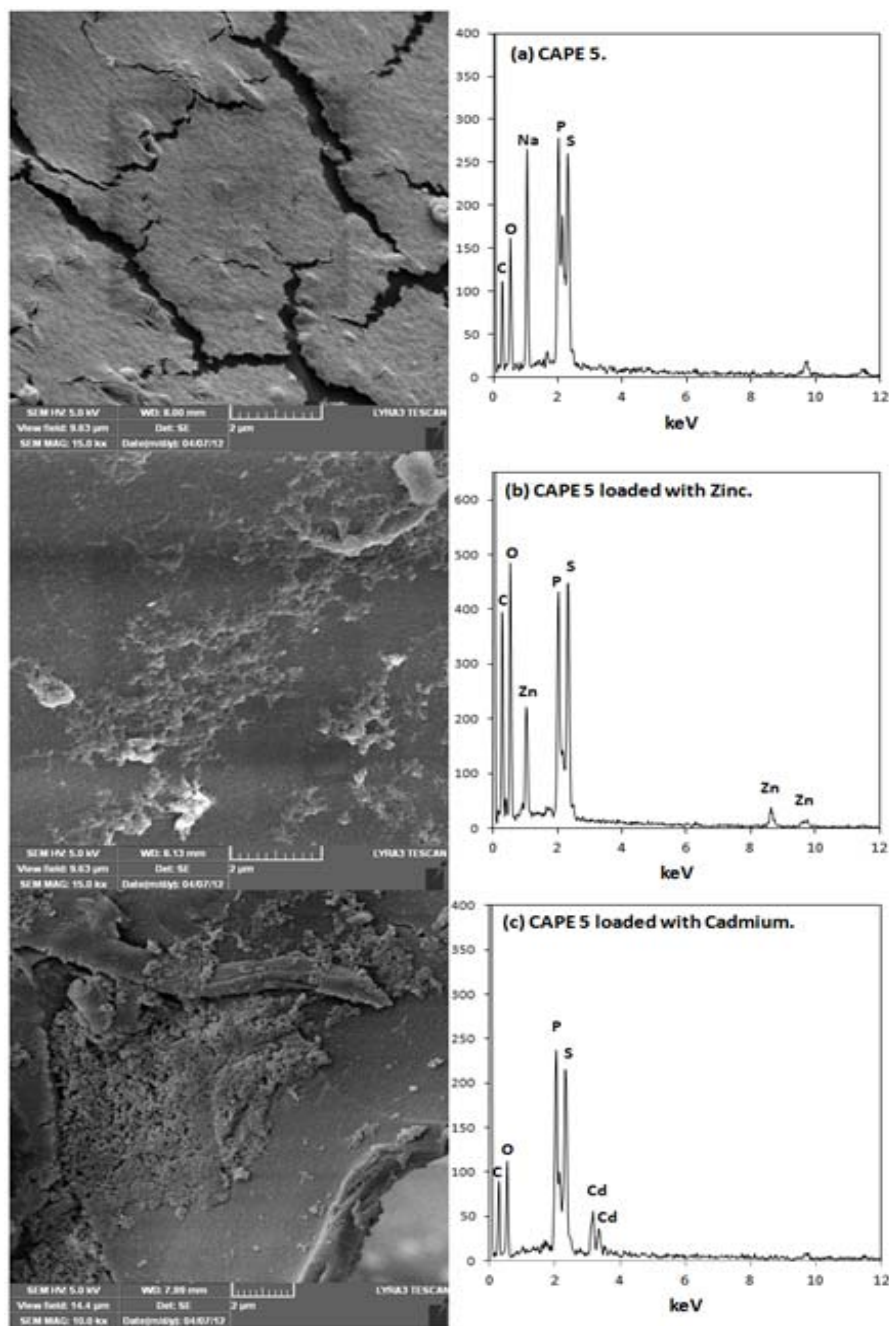 SEM HV: 5.0 kV WD: 8.00 mm LYRA3 TESCAN
View field: 9.63 µm Det: SE 2 µm
SEM MAG: 15.0 kx Date(m/d/y): 04/07/12
(a) CAPE 5.
400
350
300
250
200
150
100
50
0
C
O
Na
P
S
0 2 4 6 8 10 12
keV
SEM HV: 5.0 kV WD: 8.13 mm LYRA3 TESCAN
View field: 9.63 µm Det: SE 2 µm
SEM MAG: 15.0 kx Date(m/d/y): 04/07/12
(b) CAPE 5 loaded with Zinc.
600
500
400
300
200
100
0
C
O
Zn
P
S
Zn
Zn
0 2 4 6 8 10 12
keV
SEM HV: 5.0 kV WD: 7.99 mm LYRA3 TESCAN
View field: 14.4 µm Det: SE 2 µm
SEM MAG: 10.0 kx Date(m/d/y): 04/07/12
(c) CAPE 5 loaded with Cadmium.
400
350
300
250
200
150
100
50
0
C
O
P
S
Cd
Cd
0 2 4 6 8 10 12
keV